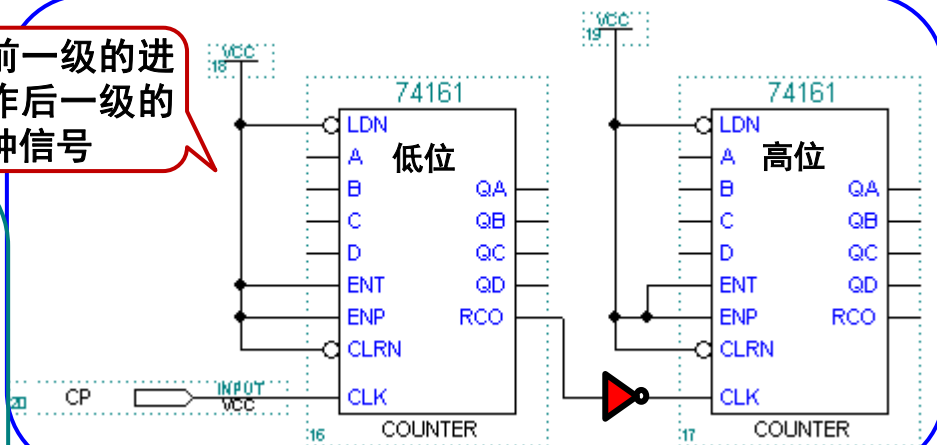 前一级的进
作后一级的
钟信号
VCC
18
VCC
19
74161
74161
LDN
低位
A
B
C
D
QA
QB
QC
QD
ENT
ENP
RCO
CLRN
CLK
COUNTER
16
LDN
高位
A
B
C
D
QA
QB
QC
QD
ENT
ENP
RCO
CLRN
CLK
COUNTER
17
20
CP
INPUT
VCC